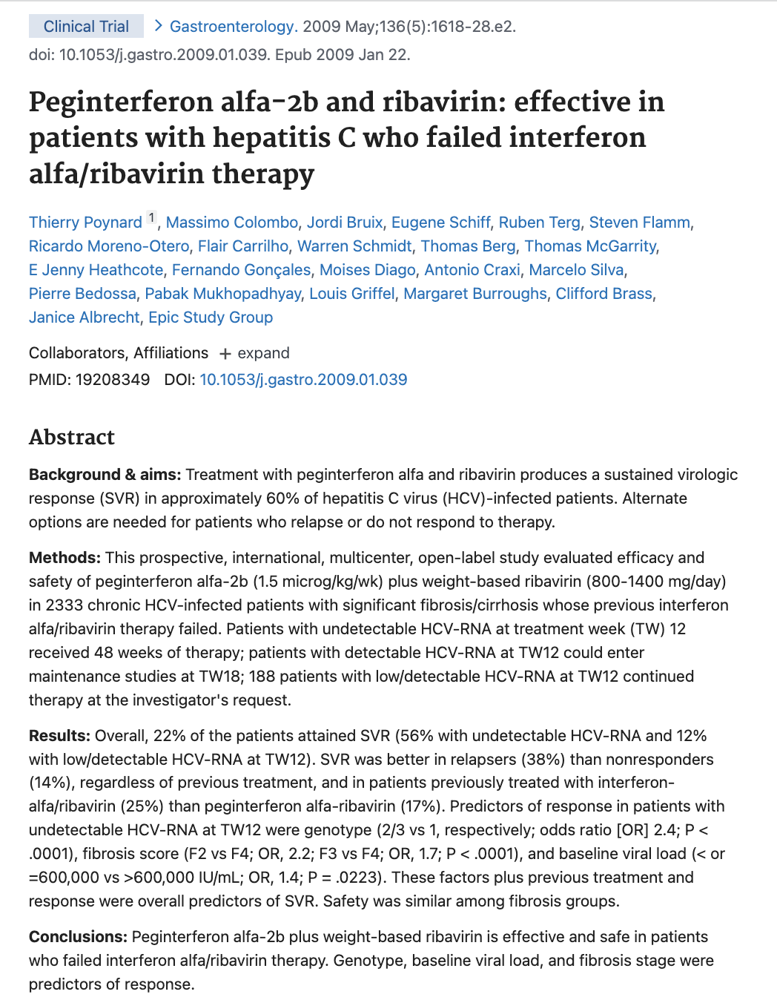 Clinical Trial > Gastroenterology. 2009 May;136(5):1618-28.e2.
doi: 10.1053/j.gastro.2009.01.039. Epub 2009 Jan 22.
Peginterferon alfa-2b and ribavirin: effective in
patients with hepatitis C who failed interferon
alfa/ribavirin therapy
Thierry Poynard 1, Massimo Colombo, Jordi Bruix, Eugene Schiff, Ruben Terg, Steven Flamm,
Ricardo Moreno-Otero, Flair Carrilho, Warren Schmidt, Thomas Berg, Thomas McGarrity,
E Jenny Heathcote, Fernando Gonçales, Moises Diago, Antonio Craxi, Marcelo Silva,
Pierre Bedossa, Pabak Mukhopadhyay, Louis Griffel, Margaret Burroughs, Clifford Brass,
Janice Albrecht, Epic Study Group
Collaborators, Affiliations + expand
PMID: 19208349 DOI: 10.1053/j.gastro.2009.01.039
Abstract
Background & aims: Treatment with peginterferon alfa and ribavirin produces a sustained virologic
response (SVR) in approximately 60% of hepatitis C virus (HCV)-infected patients. Alternate
options are needed for patients who relapse or do not respond to therapy.
Methods: This prospective, international, multicenter, open-label study evaluated efficacy and
safety of peginterferon alfa-2b (1.5 microg/kg/wk) plus weight-based ribavirin (800-1400 mg/day)
in 2333 chronic HCV-infected patients with significant fibrosis/cirrhosis whose previous interferon
alfa/ribavirin therapy failed. Patients with undetectable HCV-RNA at treatment week (TW) 12
received 48 weeks of therapy; patients with detectable HCV-RNA at TW12 could enter
maintenance studies at TW18; 188 patients with low/detectable HCV-RNA at TW12 continued
therapy at the investigator's request.
Results: Overall, 22% of the patients attained SVR (56% with undetectable HCV-RNA and 12%
with low/detectable HCV-RNA at TW12). SVR was better in relapsers (38%) than nonresponders
(14%), regardless of previous treatment, and in patients previously treated with interferon-
alfa/ribavirin (25%) than peginterferon alfa-ribavirin (17%). Predictors of response in patients with
undetectable HCV-RNA at TW12 were genotype (2/3 vs 1, respectively; odds ratio [OR] 2.4; P <
.0001), fibrosis score (F2 vs F4; OR, 2.2; F3 vs F4; OR, 1.7; P < .0001), and baseline viral load (< or
=600,000 vs >600,000 IU/mL; OR, 1.4; P = .0223). These factors plus previous treatment and
response were overall predictors of SVR. Safety was similar among fibrosis groups.
Conclusions: Peginterferon alfa-2b plus weight-based ribavirin is effective and safe in patients
who failed interferon alfa/ribavirin therapy. Genotype, baseline viral load, and fibrosis stage were
predictors of response.